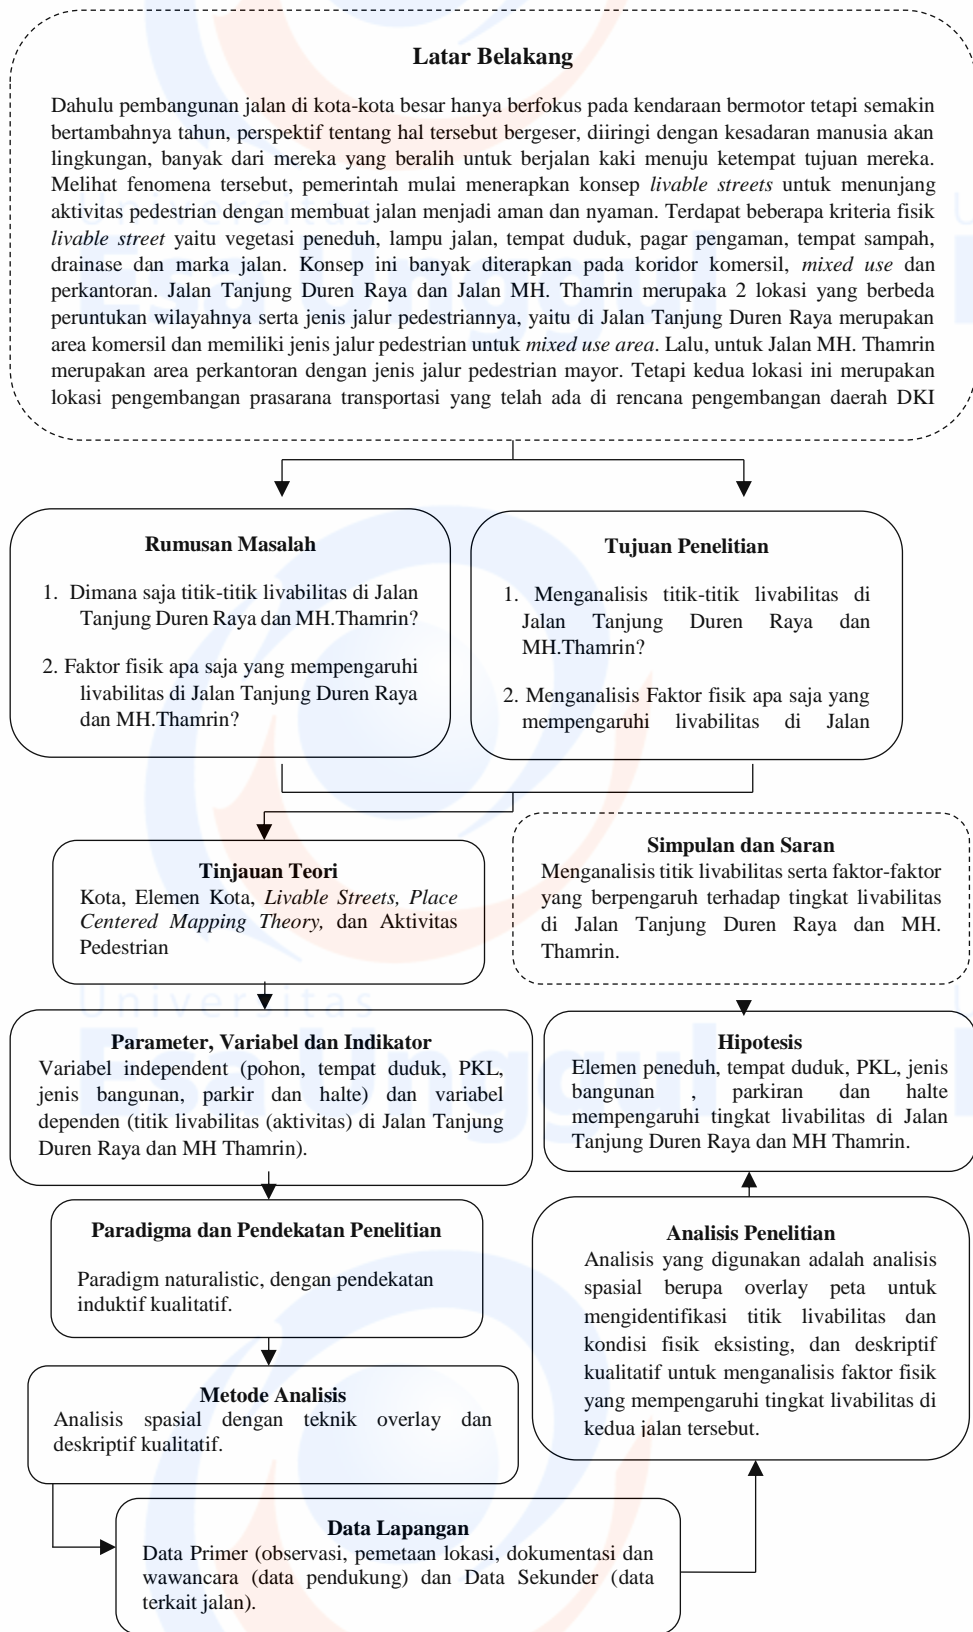 Latar Belakang
Dahulu pembangunan jalan di kota-kota besar hanya berfokus pada kendaraan bermotor tetapi semakin
bertambahnya tahun, perspektif tentang hal tersebut bergeser, diiringi dengan kesadaran manusia akan
lingkungan, banyak dari mereka yang beralih untuk berjalan kaki menuju ketempat tujuan mereka.
Melihat fenomena tersebut, pemerintah mulai menerapkan konsep livable streets untuk menunjang
aktivitas pedestrian dengan membuat jalan menjadi aman dan nyaman. Terdapat beberapa kriteria fisik
livable street yaitu vegetasi peneduh, lampu jalan, tempat duduk, pagar pengaman, tempat sampah,
drainase dan marka jalan. Konsep ini banyak diterapkan pada koridor komersil, mixed use dan
perkantoran. Jalan Tanjung Duren Raya dan Jalan MH. Thamrin merupaka 2 lokasi yang berbeda
peruntukan wilayahnya serta jenis jalur pedestriannya, yaitu di Jalan Tanjung Duren Raya merupakan
area komersil dan memiliki jenis jalur pedestrian untuk mixed use area. Lalu, untuk Jalan MH. Thamrin
merupakan area perkantoran dengan jenis jalur pedestrian mayor. Tetapi kedua lokasi ini merupakan
lokasi pengembangan prasarana transportasi yang telah ada di rencana pengembangan daerah DKI
Rumusan Masalah
1. Dimana saja titik-titik livabilitas di Jalan
Tanjung Duren Raya dan MH.Thamrin?
2. Faktor fisik apa saja yang mempengaruhi
livabilitas di Jalan Tanjung Duren Raya
dan MH.Thamrin?
Tujuan Penelitian
1. Menganalisis titik-titik livabilitas di
Jalan Tanjung Duren Raya dan
MH.Thamrin?
2. Menganalisis Faktor fisik apa saja yang
mempengaruhi livabilitas di Jalan
Tinjauan Teori
Kota, Elemen Kota, Livable Streets, Place
Centered Mapping Theory, dan Aktivitas
Pedestrian
Simpulan dan Saran
Menganalisis titik livabilitas serta faktor-faktor
yang berpengaruh terhadap tingkat livabilitas
di Jalan Tanjung Duren Raya dan MH.
Thamrin.
Universitas
Esa Unggul
Parameter, Variabel dan Indikator
Variabel independent (pohon, tempat duduk, PKL,
jenis bangunan, parkir dan halte) dan variabel
dependen (titik livabilitas (aktivitas) di Jalan Tanjung
Duren Raya dan MH Thamrin).
Hipotesis
Elemen peneduh, tempat duduk, PKL, jenis
bangunan , parkiran dan halte
mempengaruhi tingkat livabilitas di Jalan
Tanjung Duren Raya dan MH Thamrin.
Paradigma dan Pendekatan Penelitian
Paradigm naturalistic, dengan pendekatan
induktif kualitatif.
Analisis Penelitian
Analisis yang digunakan adalah analisis
spasial berupa overlay peta untuk
mengidentifikasi titik livabilitas dan
kondisi fisik eksisting, dan deskriptif
kualitatif untuk menganalisis faktor fisik
yang mempengaruhi tingkat livabilitas di
kedua jalan tersebut.
Metode Analisis
Analisis spasial dengan teknik overlay dan
deskriptif kualitatif.
Data Lapangan
Data Primer (observasi, pemetaan lokasi, dokumentasi dan
wawancara (data pendukung) dan Data Sekunder (data
terkait jalan).